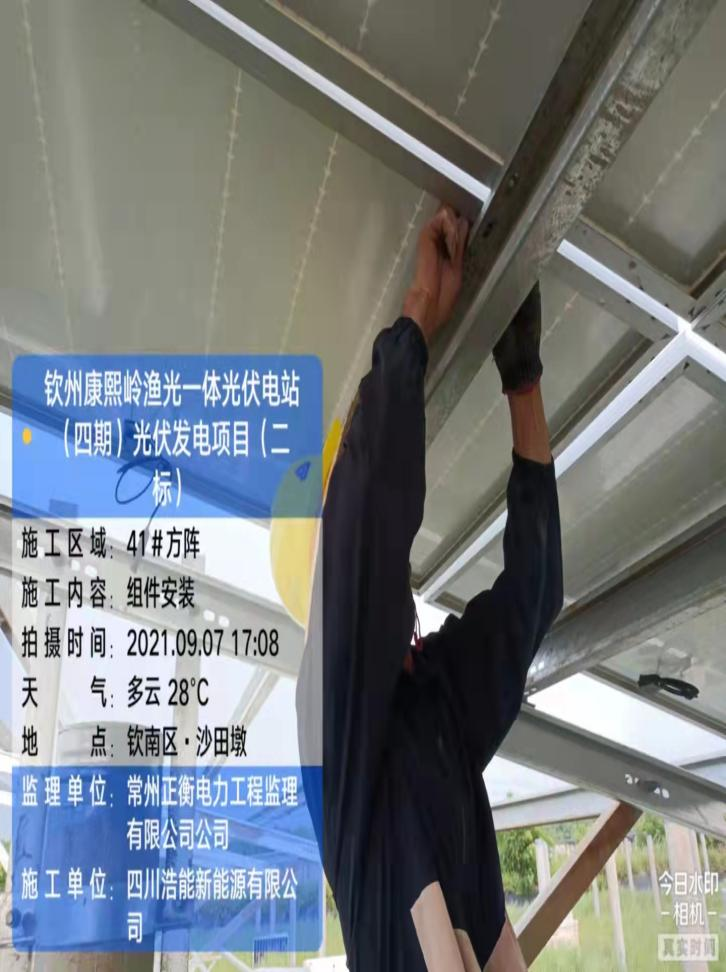 钦州康熙岭渔光一体光伏电站
（四期）光伏发电项目（二
标）
施工区域：41#方阵
施工内容：组件安装
拍摄时间：2021.09.07 17:08
天气：多云 28℃
地点：钦南区·沙田墩
监理单位：常州正衡电力工程监理
有限公司公司
施工单位：四川浩能新能源有限公
司
今日水印
-相机-
真实时间